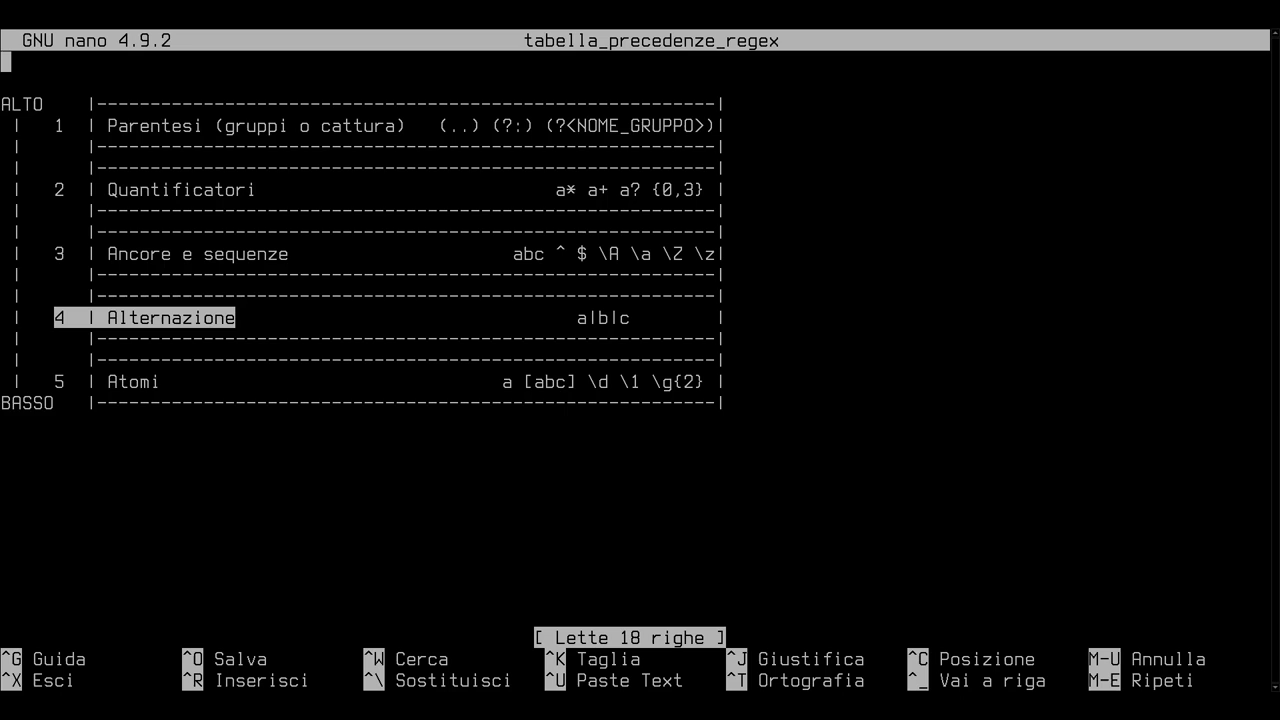 GNU nano 4.9.2 tabella_precedenze_regex
ALTO |----------------------------------------------------------|
| 1 | Parentesi (gruppi o cattura) (..) (?:) (?<NOME_GRUPPO>)|
| |----------------------------------------------------------|
| |----------------------------------------------------------|
| 2 | Quantificatori a* a+ a? {0,3} |
| |----------------------------------------------------------|
| |----------------------------------------------------------|
| 3 | Ancore e sequenze abc ^ $ \A \a \Z \z|
| |----------------------------------------------------------|
| |----------------------------------------------------------|
| 4 | Alternazione a|b|c |
| |----------------------------------------------------------|
| |----------------------------------------------------------|
| 5 | Atomi a [abc] \d \1 \g{2} |
BASSO |----------------------------------------------------------|
[ Lette 18 righe ]
^G Guida ^O Salva ^W Cerca ^K Taglia ^J Giustifica ^C Posizione M-U Annulla
^X Esci ^R Inserisci ^\ Sostituisci ^U Paste Text ^T Ortografia ^_ Vai a riga M-E Ripeti